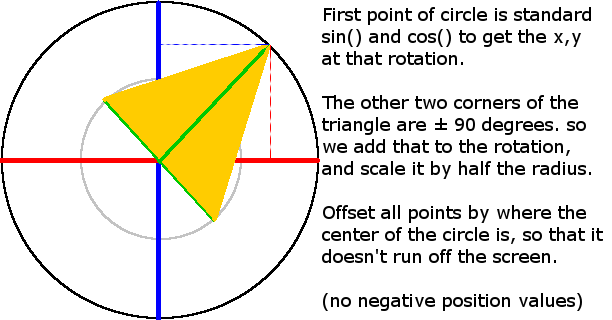 First point of circle is standard
sin() and cos() to get the x,y
at that rotation.
The other two corners of the
triangle are ± 90 degrees. so
we add that to the rotation,
and scale it by half the radius.
Offset all points by where the
center of the circle is, so that it
doesn't run off the screen.
(no negative position values)